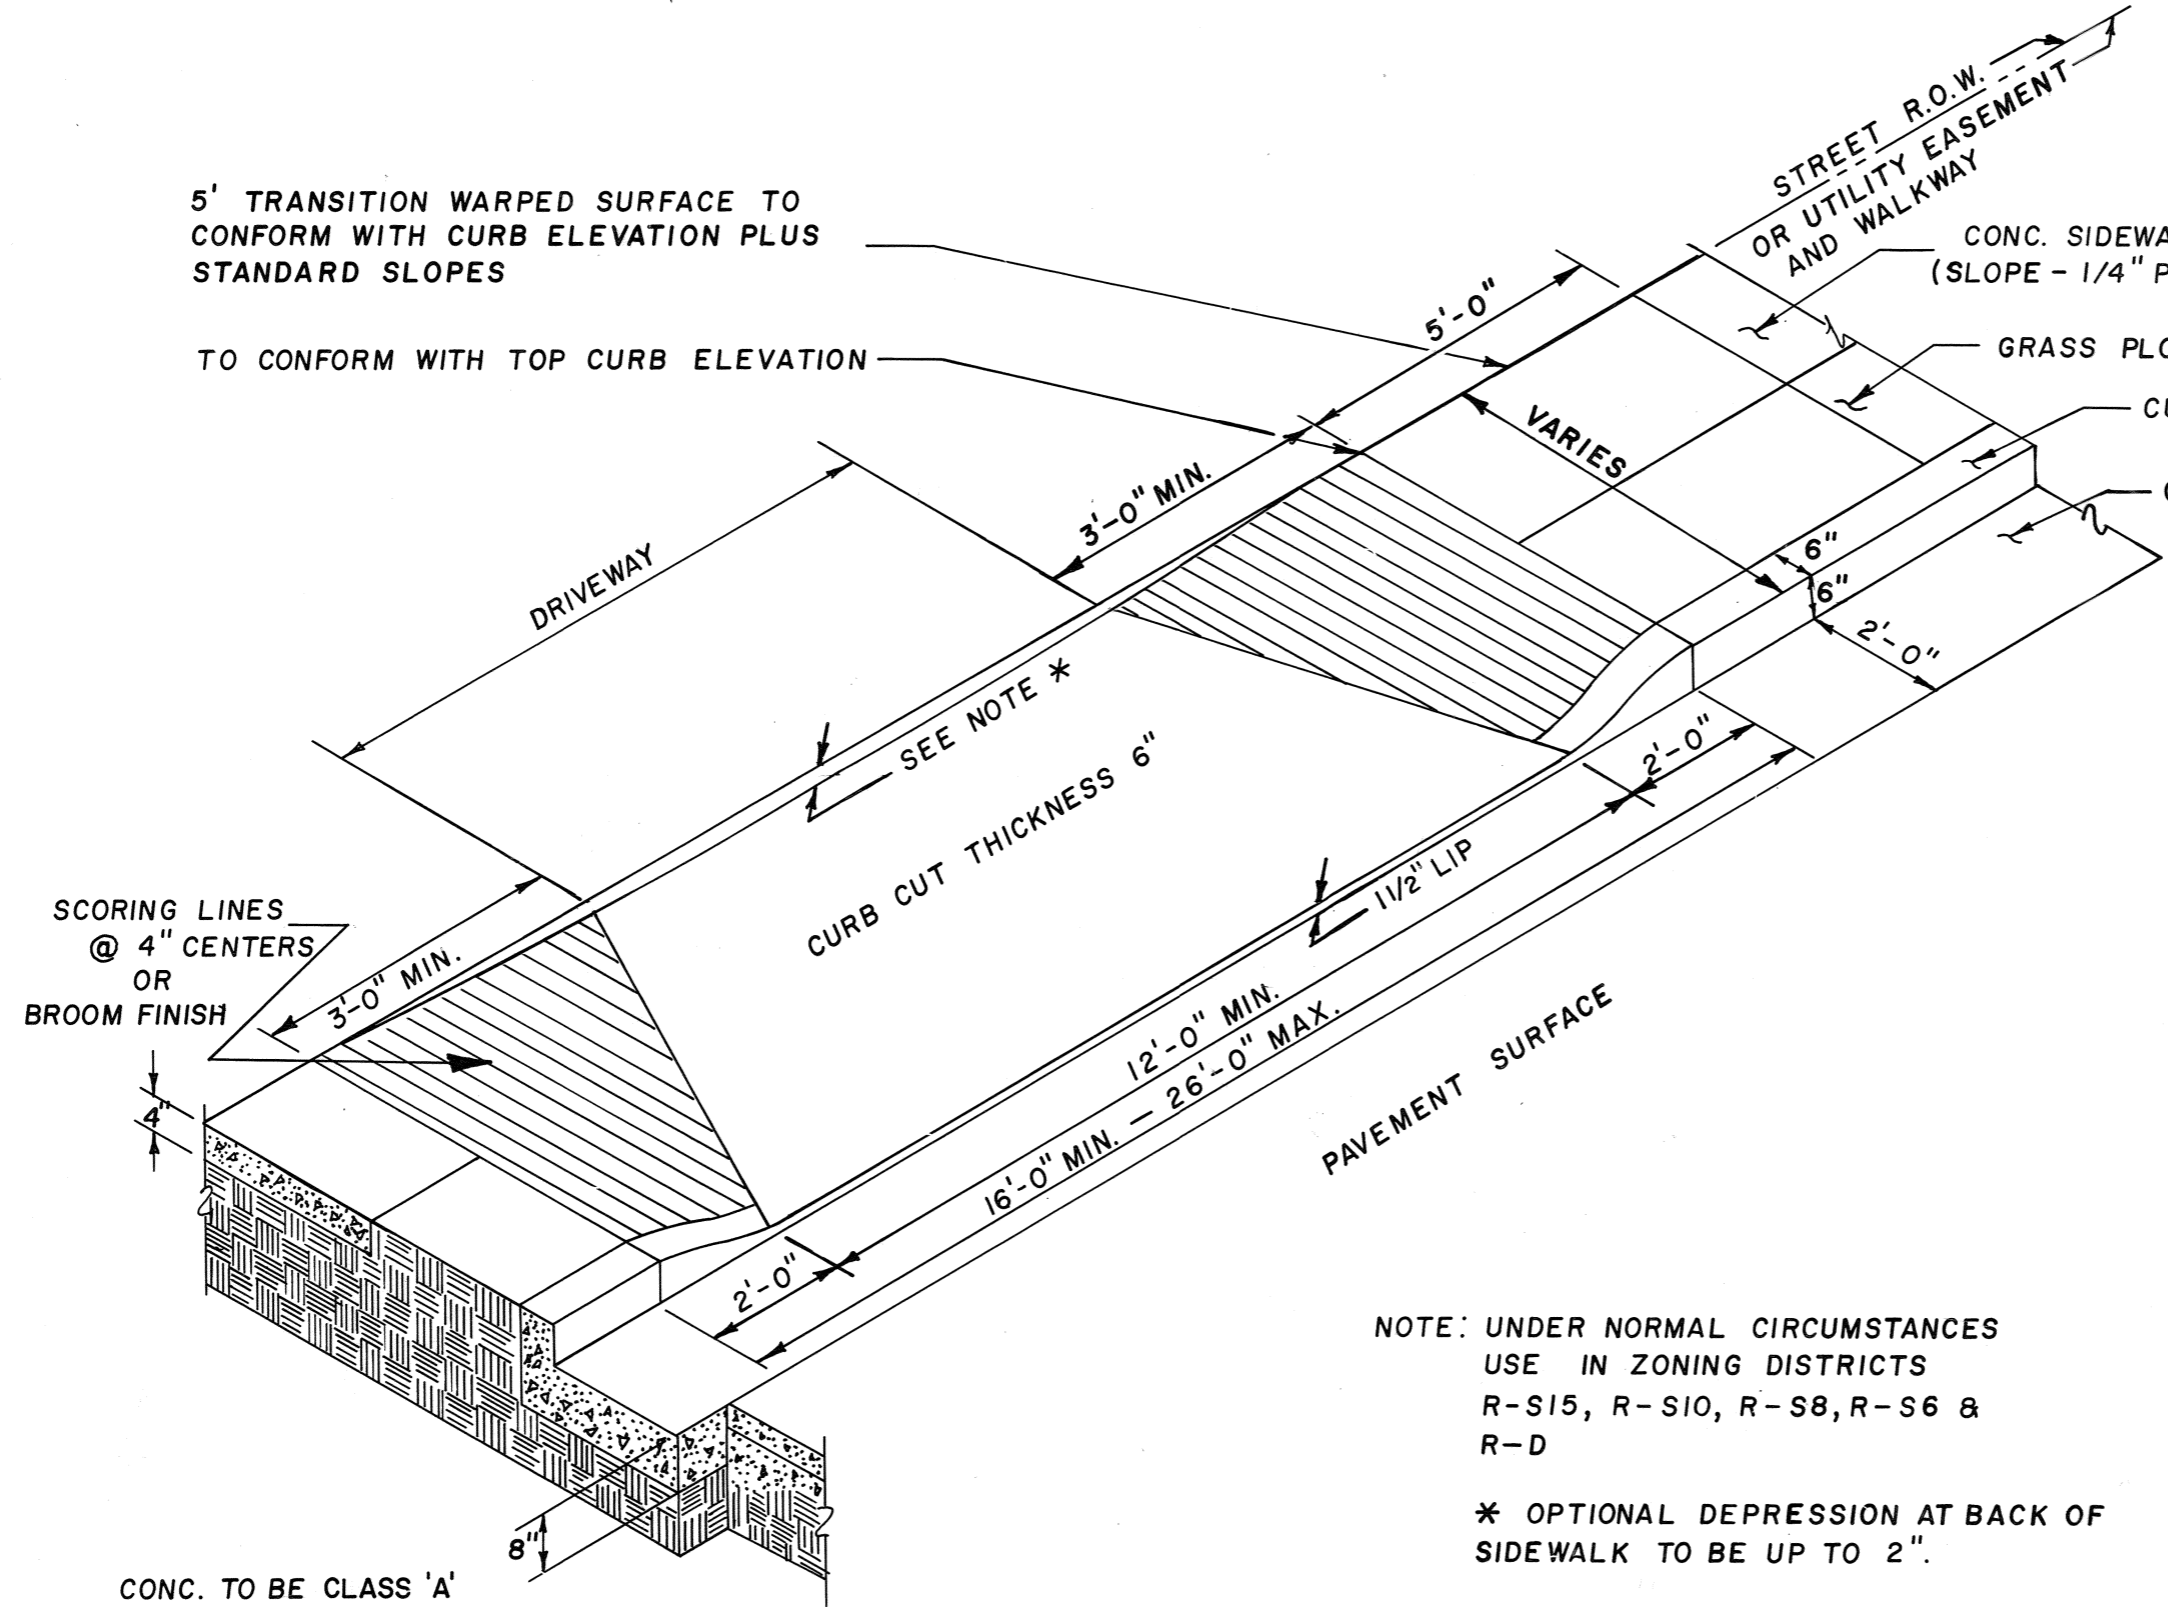 STREET R.O.W.
OR UTILITY EASEMENT
AND WALKWAY
5' TRANSITION WARPED SURFACE TO
CONFORM WITH CURB ELEVATION PLUS
STANDARD SLOPES
CONC.
(SLOPE - 1/4"
5'-0"
TO CONFORM WITH TOP CURB ELEVATION
GRASS
VARIES
3'-0" MIN.
DRIVEWAY
6"
6"
2'-0"
SEE NOTE *
CURB CUT THICKNESS 6"
2'-0"
1 1/2" LIP
SCORING LINES
@ 4" CENTERS
OR
BROOM FINISH
3'-0" MIN.
4"
12'-0" MIN.
16'-0" MIN. — 26'-0" MAX.
PAVEMENT SURFACE
2'-0"
8"
CONC. TO BE CLASS 'A'
NOTE: UNDER NORMAL CIRCUMSTANCES
USE IN ZONING DISTRICTS
R-S15, R-S10, R-S8, R-S6 &
R-D
* OPTIONAL DEPRESSION AT BACK OF
SIDEWALK TO BE UP TO 2".